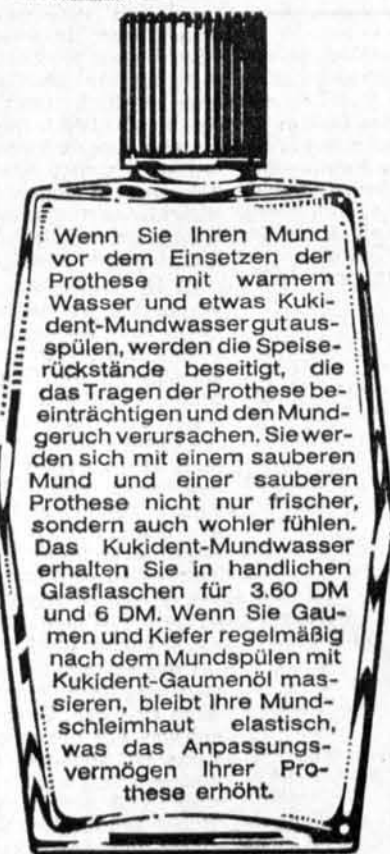 Wenn Sie Ihren Mund
vor dem Einsetzen der
Prothese mit warmem
Wasser und etwas Kuki-
dent-Mundwasser gut aus-
spülen, werden die Speise-
rückstände beseitigt, die
das Tragen der Prothese be-
einträchtigen und den Mund-
geruch verursachen. Sie wer-
den sich mit einem sauberen
Mund und einer sauberen
Prothese nicht nur frischer,
sondern auch wohler fühlen.
Das Kukident-Mundwasser
erhalten Sie in handlichen
Glasflaschen für 3.60 DM
und 6 DM. Wenn Sie Gau-
men und Kiefer regelmäßig
nach dem Mundspülen mit
Kukident-Gaumenöl mas-
sieren, bleibt Ihre Mund-
schleimhaut elastisch,
was das Anpassungs-
vermögen Ihrer Pro-
these erhöht.